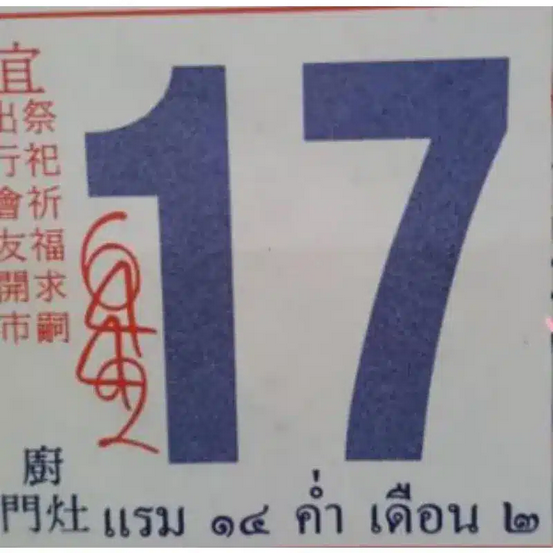 17
宜
祭祀祈福求嗣
出行會友開市
廚灶
門
แรม ๑๔ ค่ำ เดือน ๒